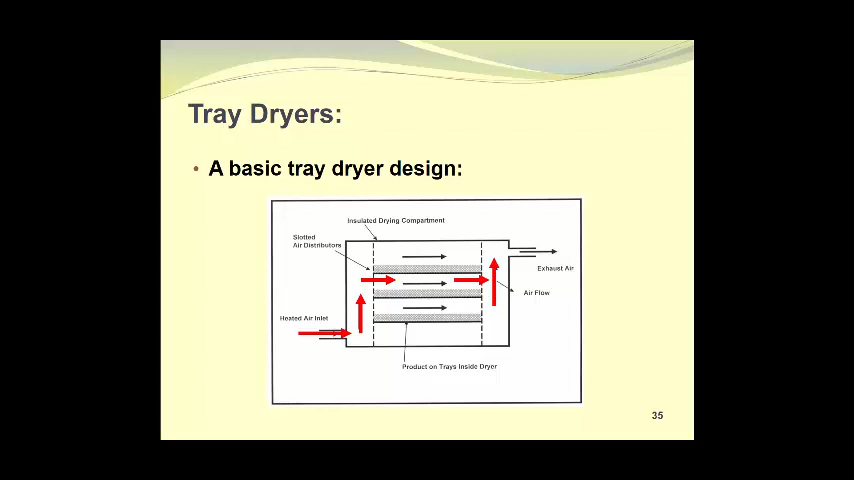 Tray Dryers:
• A basic tray dryer design:
Insulated Drying Compartment
Slotted
Air Distributors
Exhaust Air
Air Flow
Heated Air Inlet
Product on Trays Inside Dryer
35